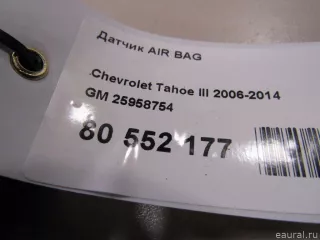 Датчик AIR BAG
Chevrolet Tahoe III 2006-2014
GM 25958754
80 552 177
eaural.ru